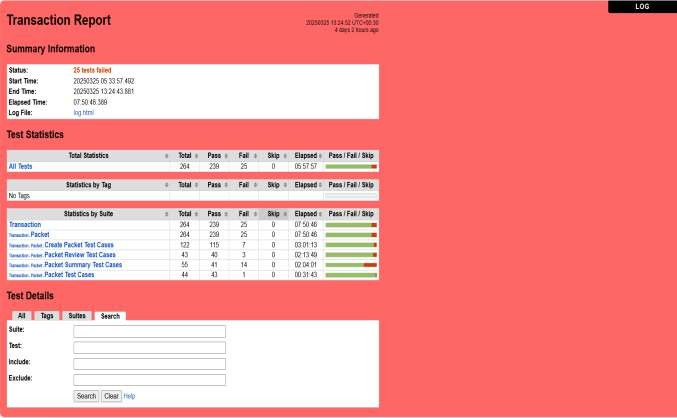 LOG
Transaction Report
Generated
20250325 13:24:52 UTC+05:30
4 days 2 hours ago
Summary Information
Status: 25 tests failed
Start Time: 20250325 05:33:57.492
End Time: 20250325 13:24:43.881
Elapsed Time: 07:50:46.389
Log File: log.html
Test Statistics
Total Statistics Total Pass Fail Skip Elapsed Pass / Fail / Skip
All Tests 264 239 25 0 05:57:57
Statistics by Tag Total Pass Fail Skip Elapsed Pass / Fail / Skip
No Tags
Statistics by Suite Total Pass Fail Skip Elapsed Pass / Fail / Skip
Transaction 264 239 25 0 07:50:46
Transaction. Packet 264 239 25 0 07:50:46
Transaction. Packet. Create Packet Test Cases 122 115 7 0 03:01:13
Transaction. Packet. Packet Review Test Cases 43 40 3 0 02:13:49
Transaction. Packet. Packet Summary Test Cases 55 41 14 0 02:04:01
Transaction. Packet. Packet Test Cases 44 43 1 0 00:31:43
Test Details
All Tags Suites Search
Suite:
Test:
Include:
Exclude:
Search Clear Help